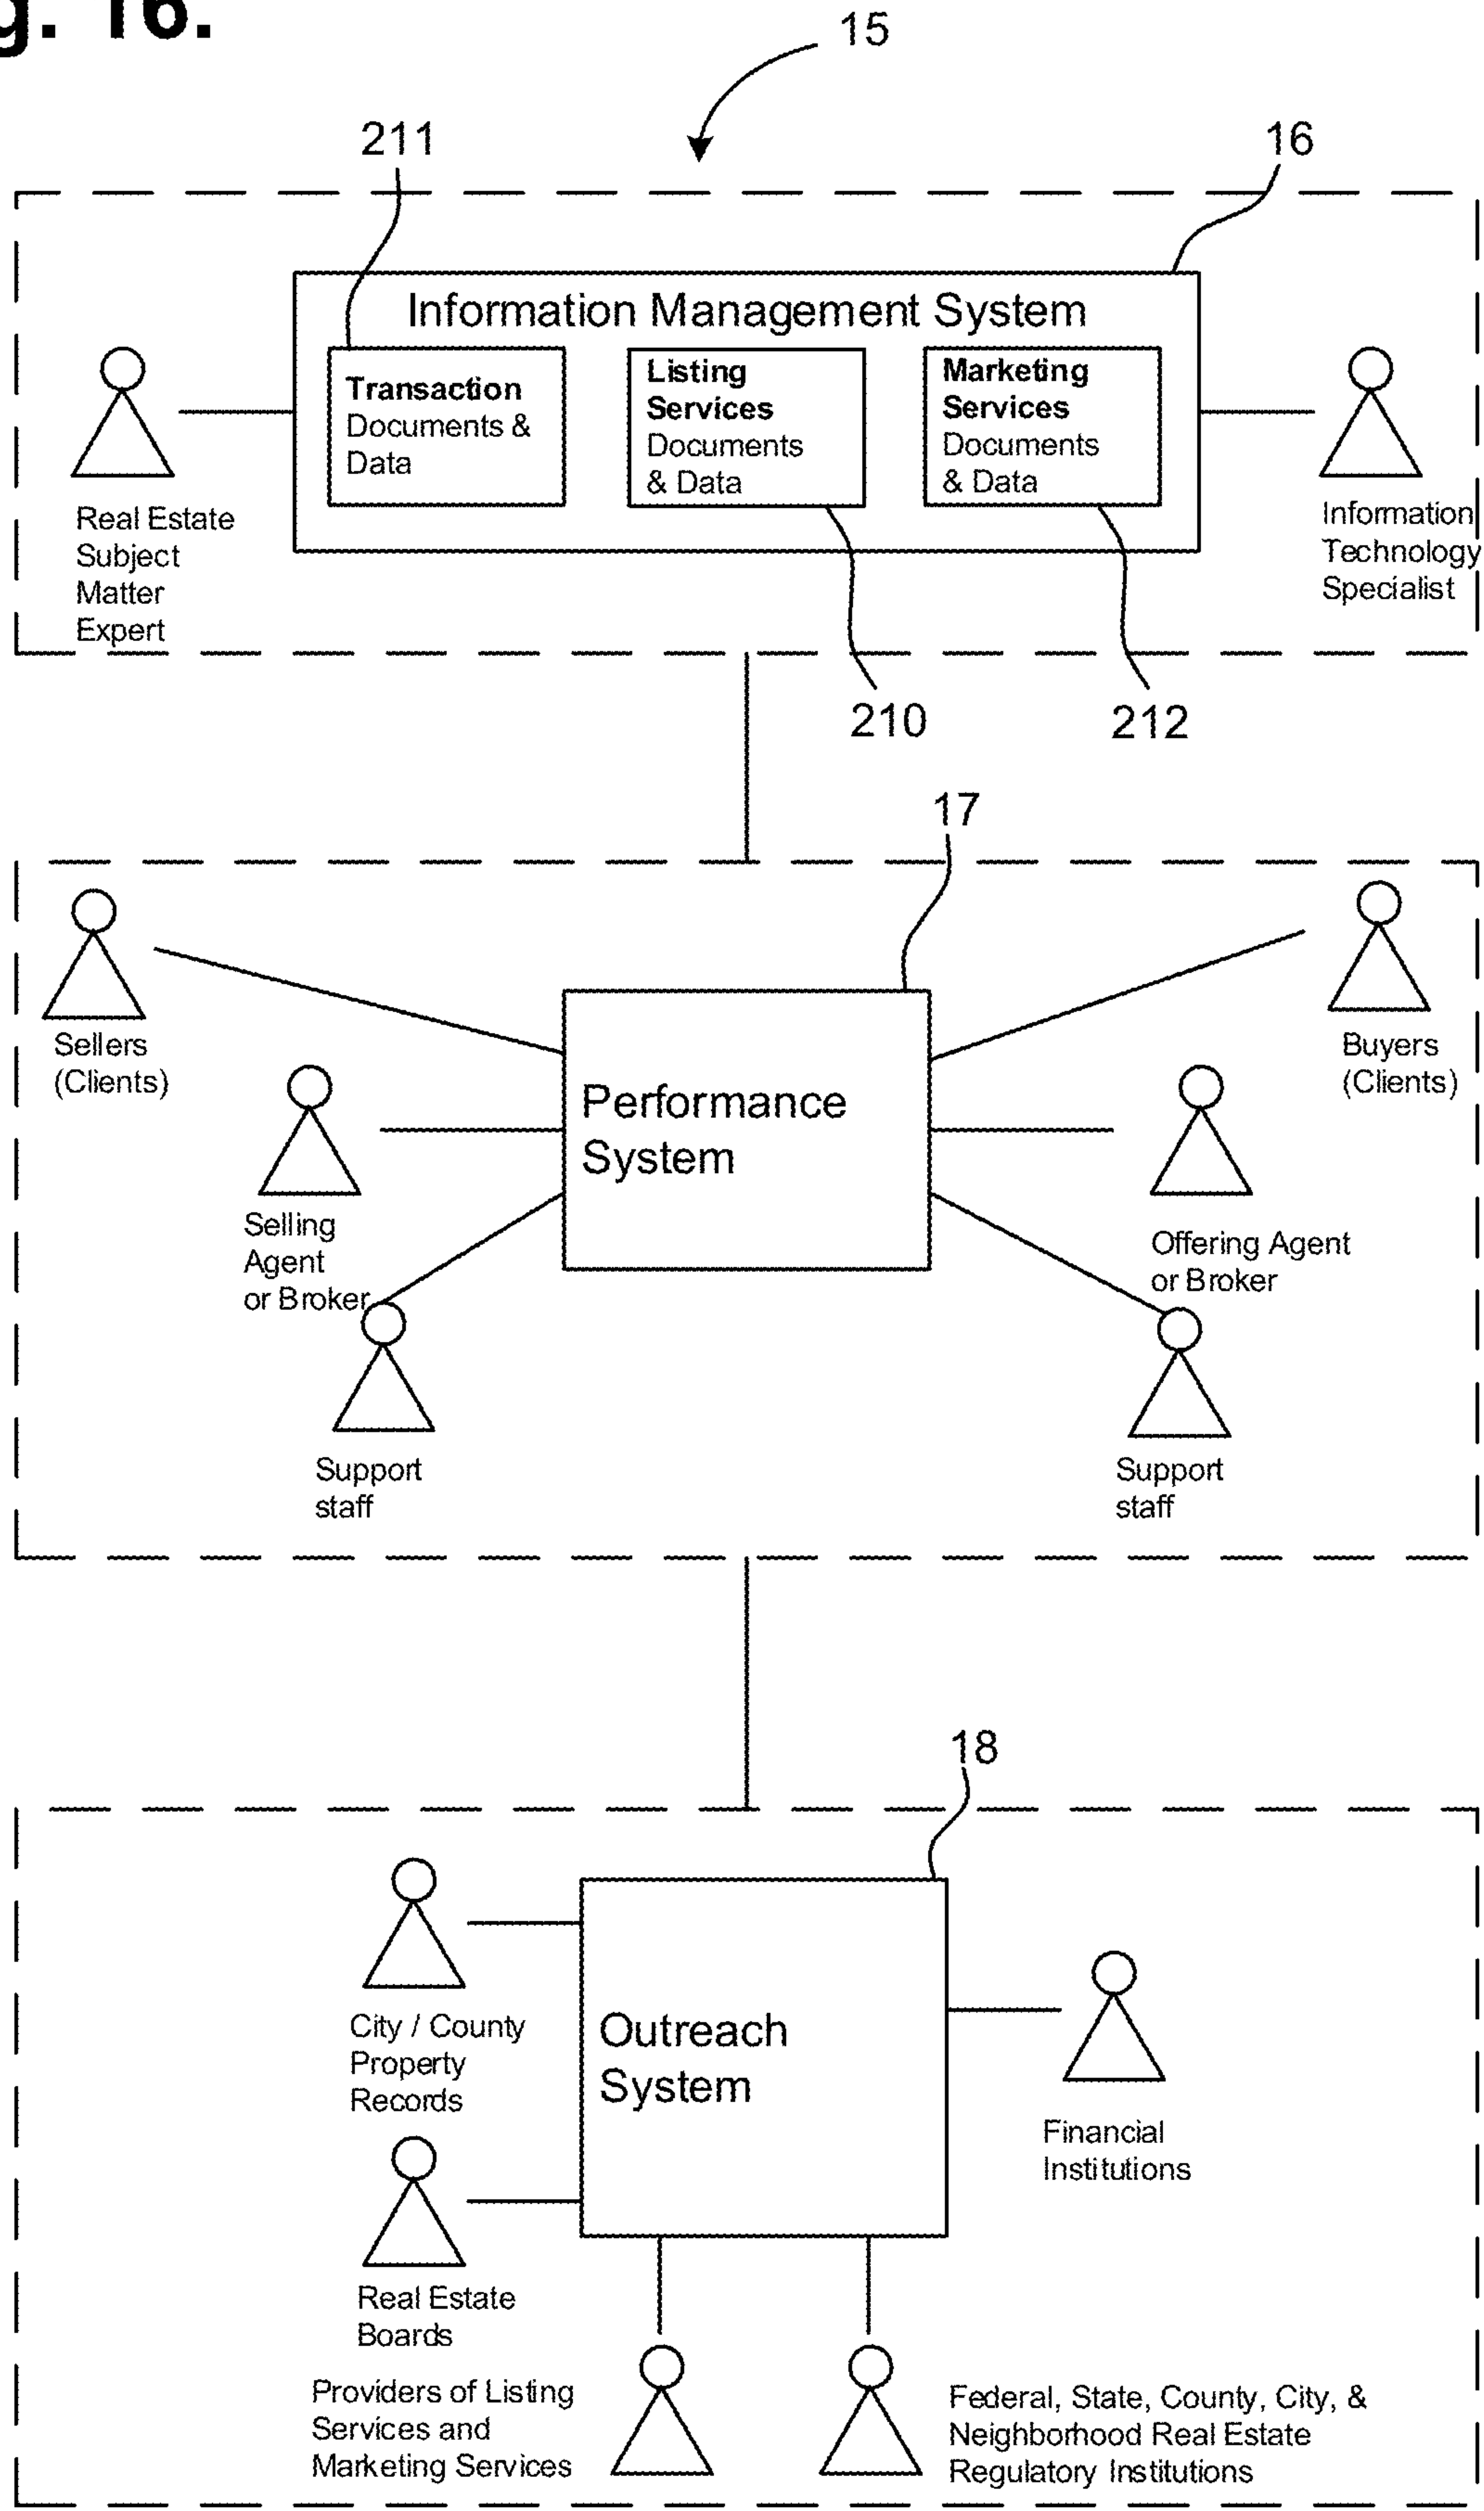 g. 16.
15
211
16
Information Management System
Transaction
Documents &
Data
Listing
Services
Documents
& Data
Marketing
Services
Documents
& Data
Real Estate
Subject
Matter
Expert
Information
Technology
Specialist
210
212
17
Sellers
(Clients)
Buyers
(Clients)
Performance
System
Selling
Agent
or Broker
Offering Agent
or Broker
Support
staff
Support
staff
18
City / County
Property
Records
Outreach
System
Financial
Institutions
Real Estate
Boards
Providers of Listing
Services and
Marketing Services
Federal, State, County, City, &
Neighborhood Real Estate
Regulatory Institutions